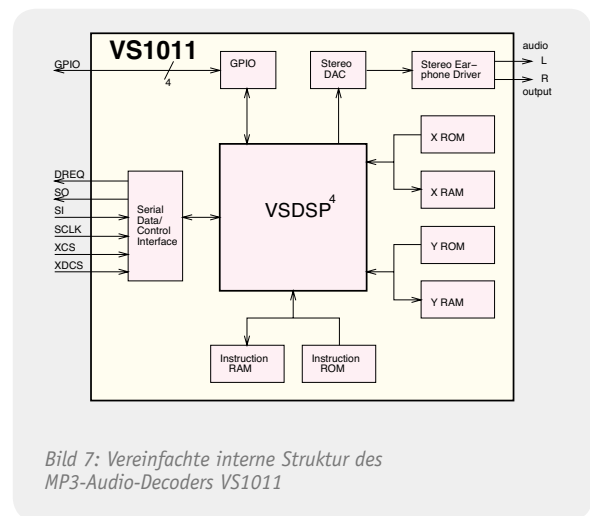 VS1011
GPIO
4
GPIO
Stereo
DAC
Stereo Ear–
phone Driver
audio
L
R
output
X ROM
X RAM
DREQ
SO
SI
SCLK
XCS
XDCS
Serial
Data/
Control
Interface
VSDSP4
Y ROM
Y RAM
Instruction
RAM
Instruction
ROM
Bild 7: Vereinfachte interne Struktur des
MP3-Audio-Decoders VS1011